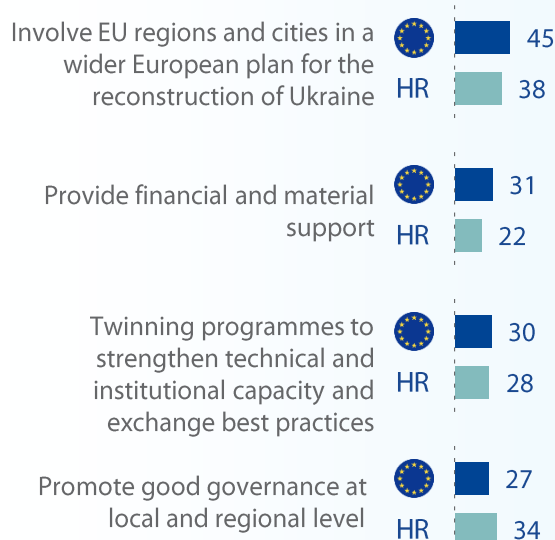 Involve EU regions and cities in a
wider European plan for the
reconstruction of Ukraine
45
HR
38
Provide financial and material
support
31
HR
22
Twinning programmes to
strengthen technical and
institutional capacity and
exchange best practices
30
HR
28
Promote good governance at
local and regional level
27
HR
34